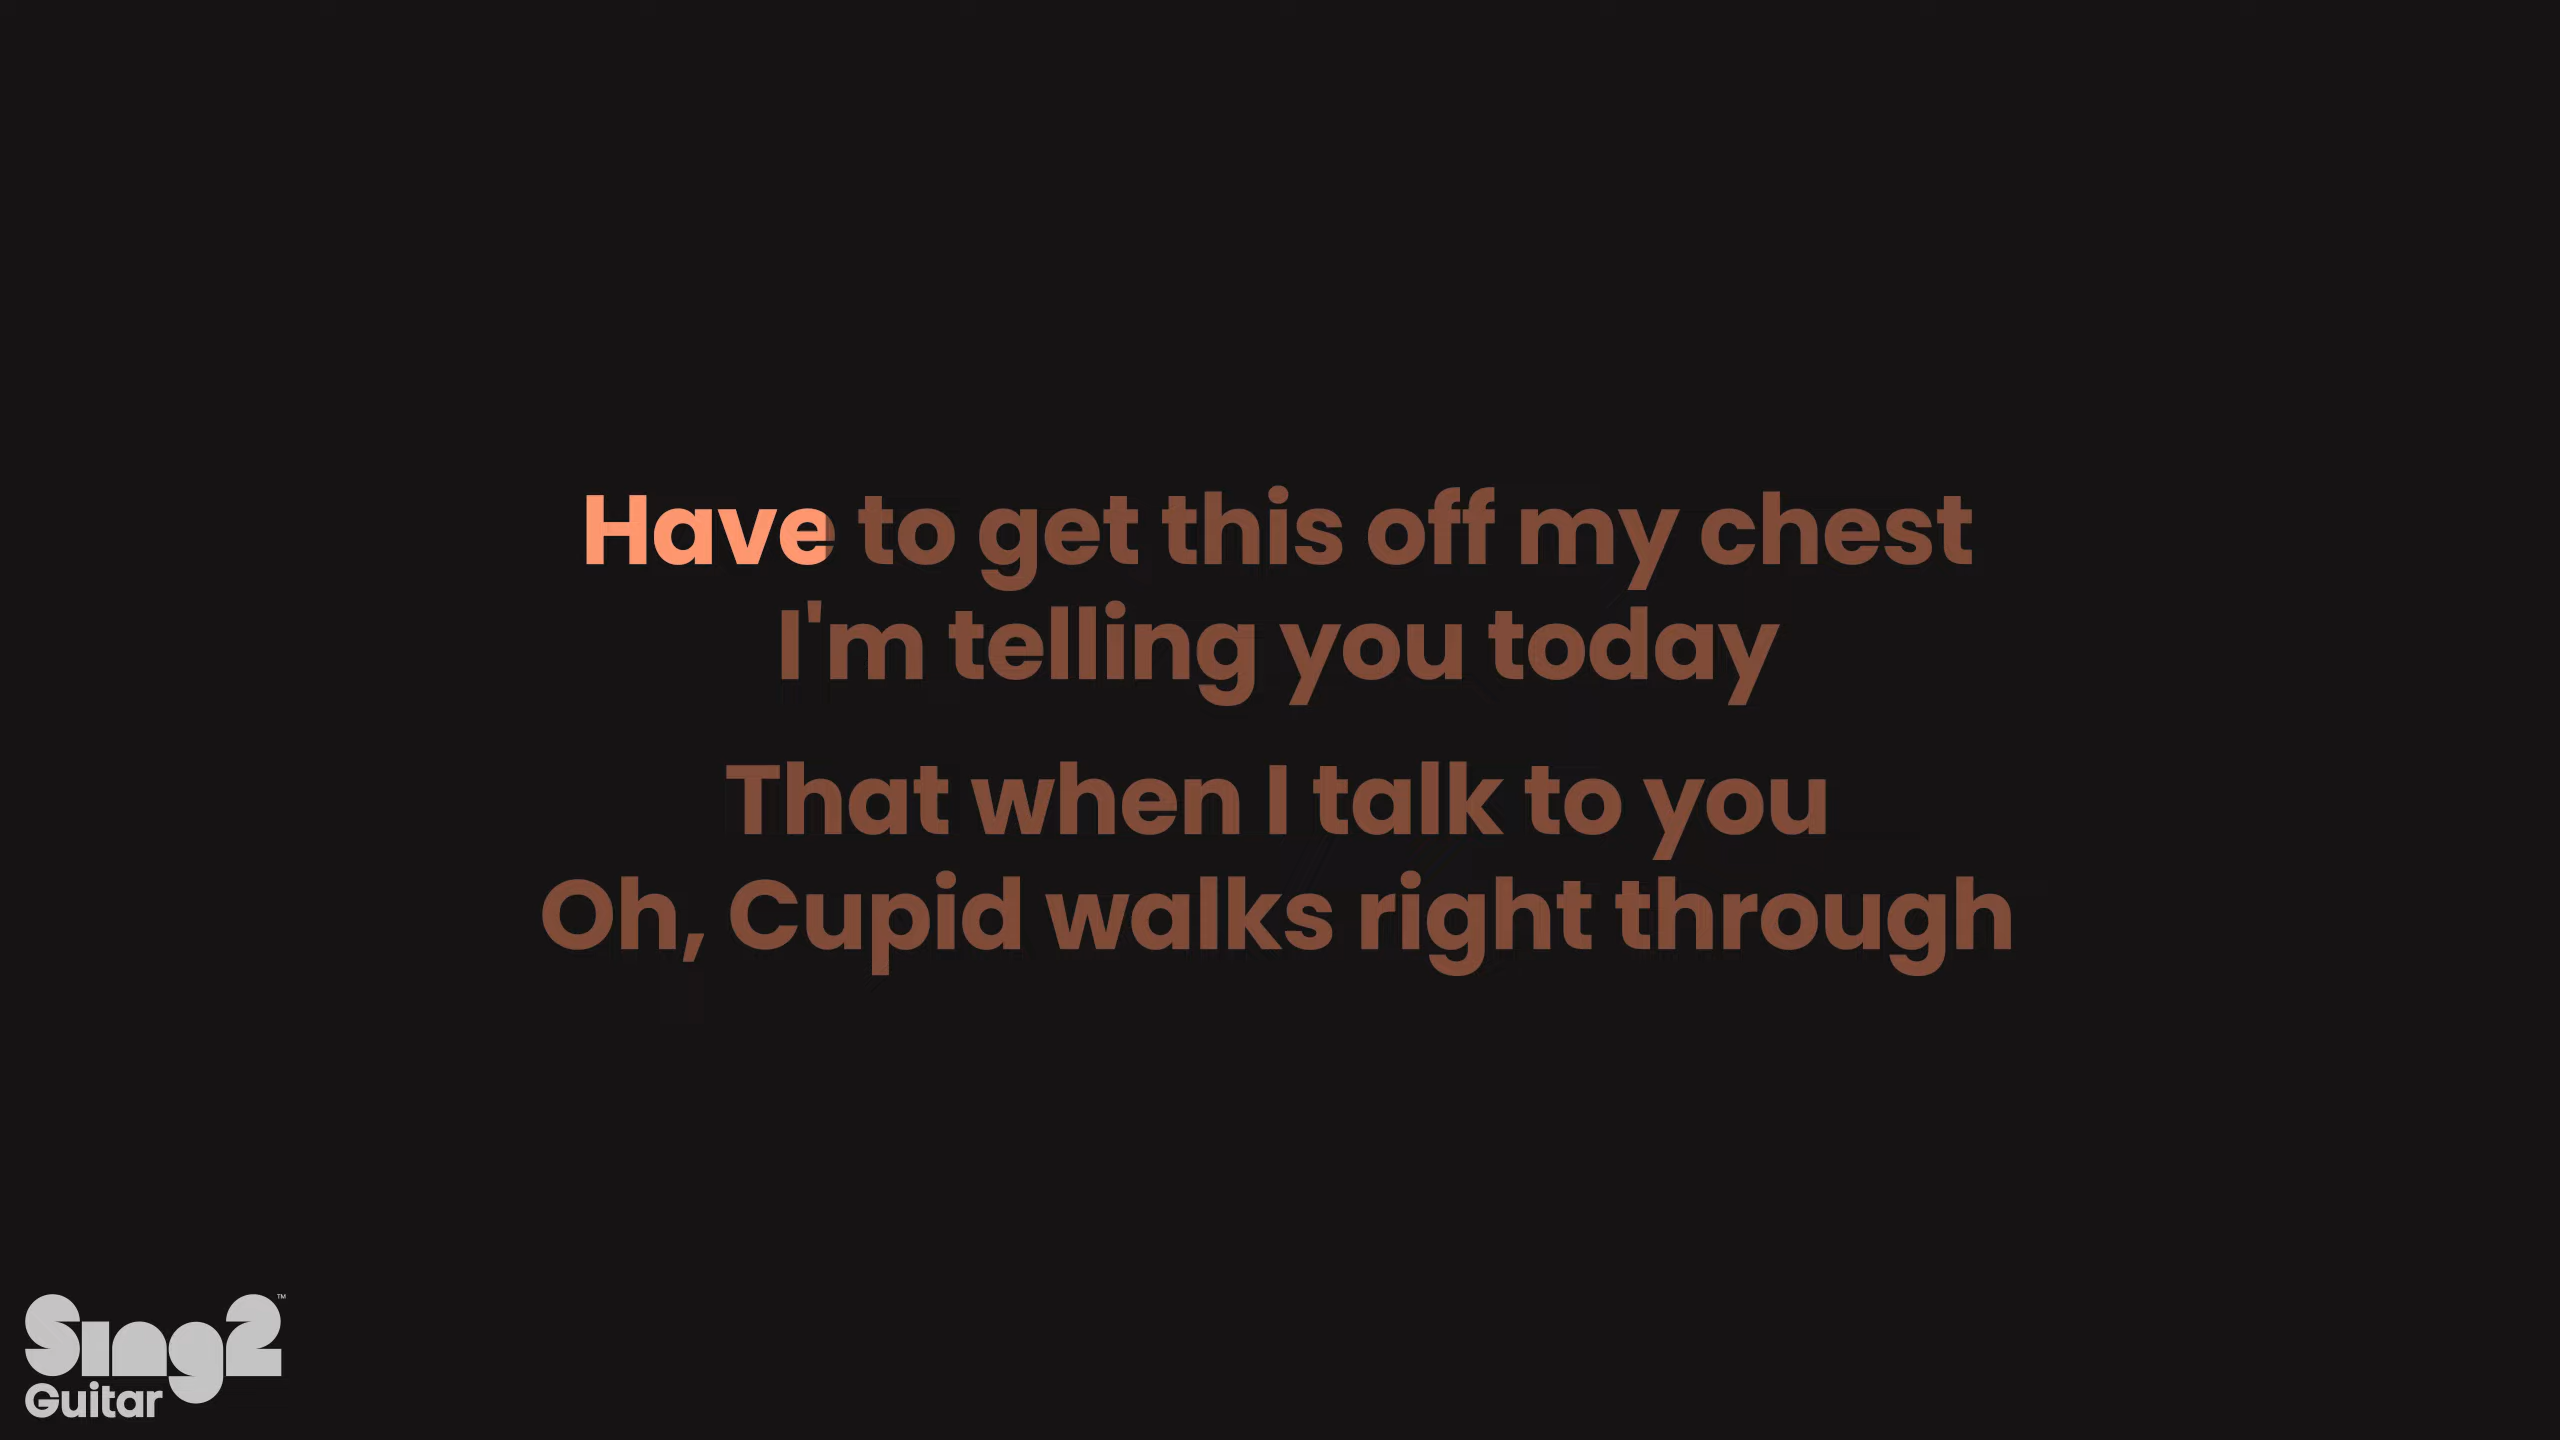 Have to get this off my chest
I'm telling you today
That when I talk to you
Oh, Cupid walks right through
Sing2™
Guitar